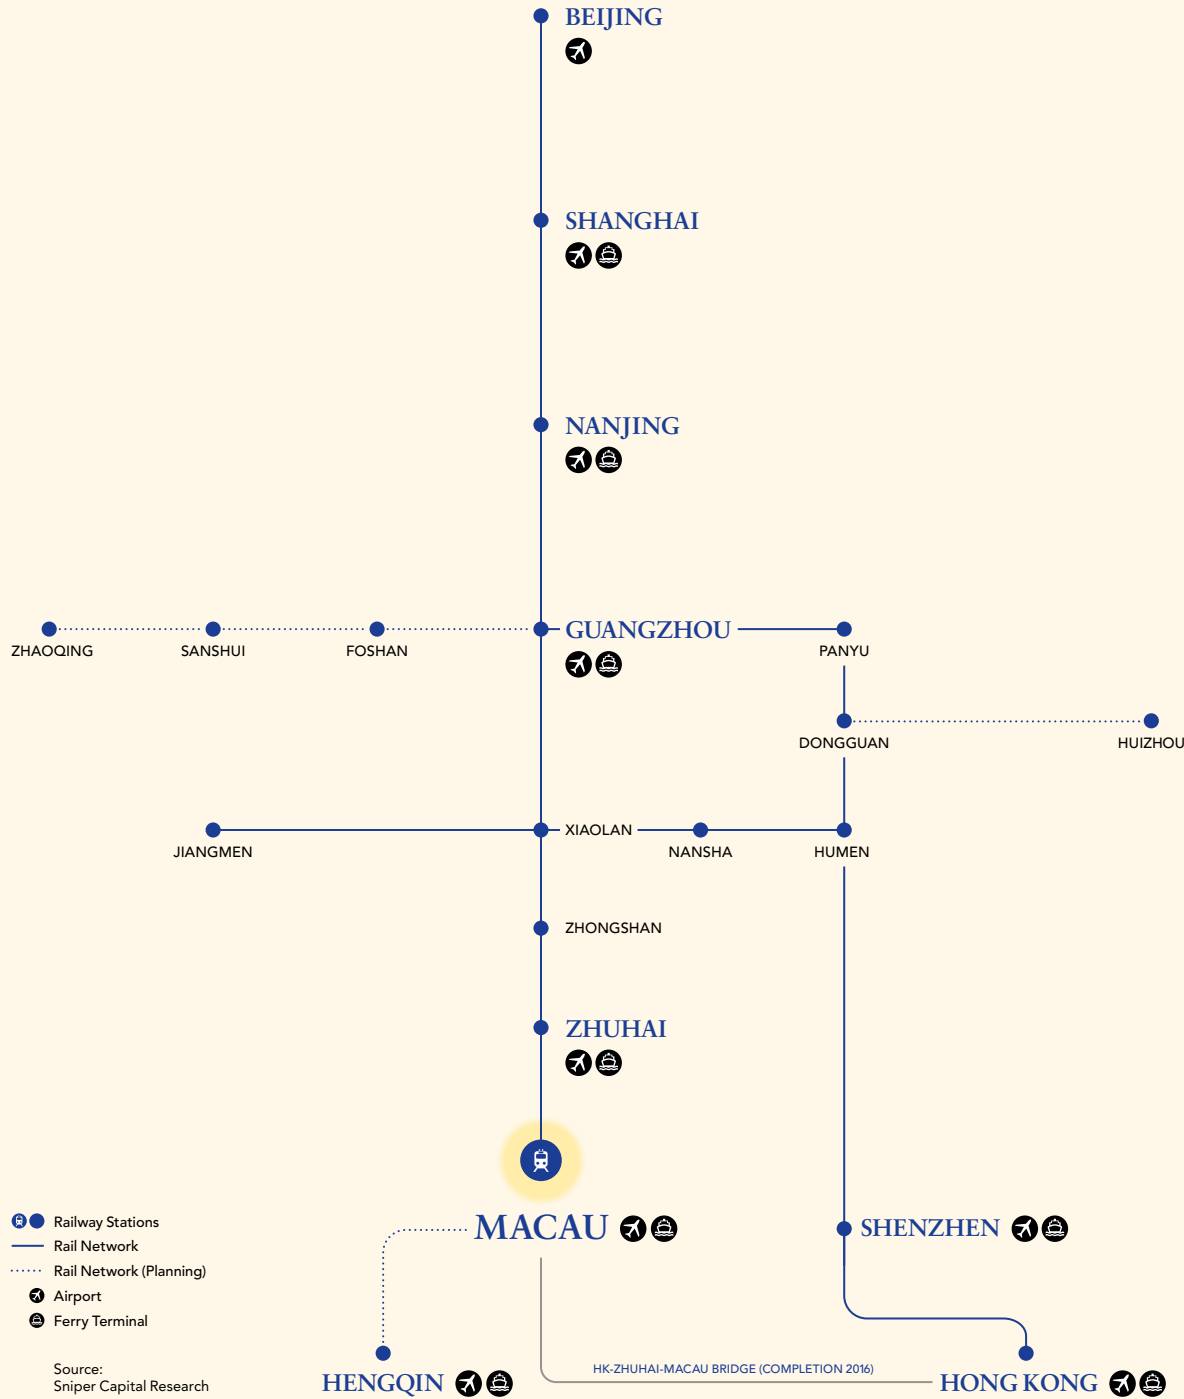 BEIJING
SHANGHAI
NANJING
GUANGZHOU
ZHAOQING
SANSHUI
FOSHAN
PANYU
DONGGUAN
HUIZHOU
XIAOLAN
JIANGMEN
NANSHA
HUMEN
ZHONGSHAN
ZHUHAI
MACAU
SHENZHEN
Railway Stations
Rail Network
Rail Network (Planning)
Airport
Ferry Terminal
Source:
Sniper Capital Research
HENGQIN
HK-ZHUHAI-MACAU BRIDGE (COMPLETION 2016)
HONG KONG